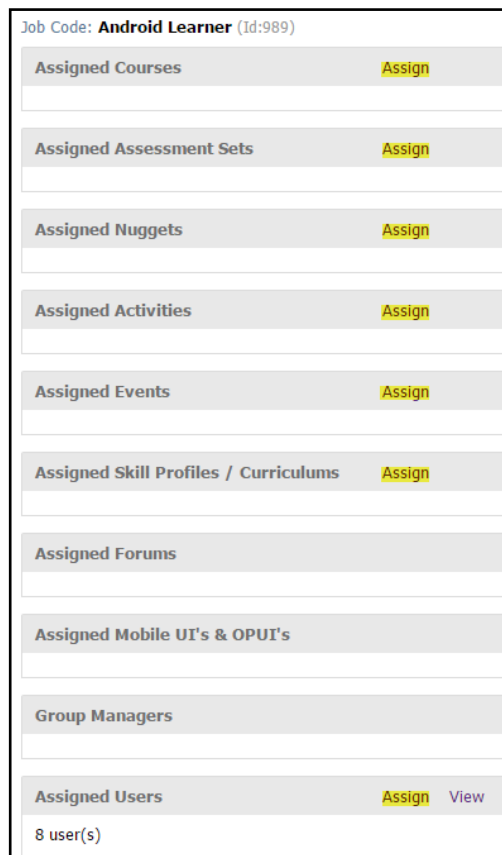 Job Code: Android Learner (Id:989)
Assigned Courses Assign
Assigned Assessment Sets Assign
Assigned Nuggets Assign
Assigned Activities Assign
Assigned Events Assign
Assigned Skill Profiles / Curriculums Assign
Assigned Forums
Assigned Mobile UI's & OPUI's
Group Managers
Assigned Users Assign View
8 user(s)